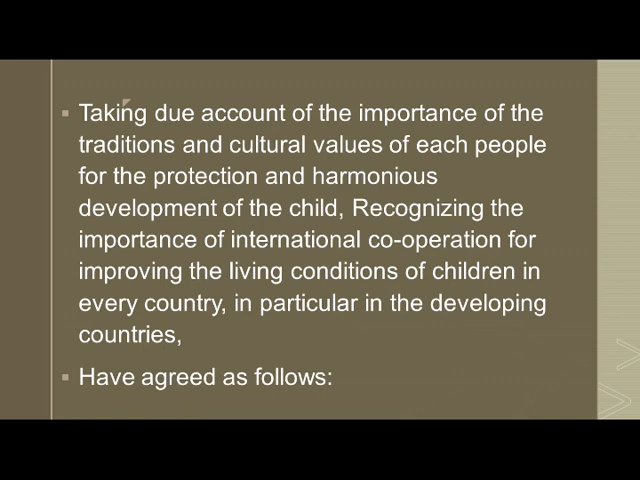 Taking due account of the importance of the
traditions and cultural values of each people
for the protection and harmonious
development of the child, Recognizing the
importance of international co-operation for
improving the living conditions of children in
every country, in particular in the developing
countries,
Have agreed as follows: